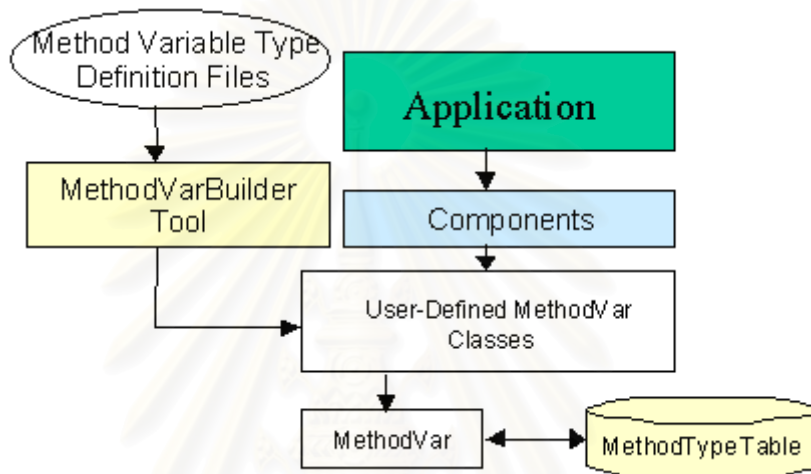 Method Variable Type
Definition Files
Application
MethodVarBuilder
Tool
Components
User-Defined MethodVar
Classes
MethodVar
MethodTypeTable